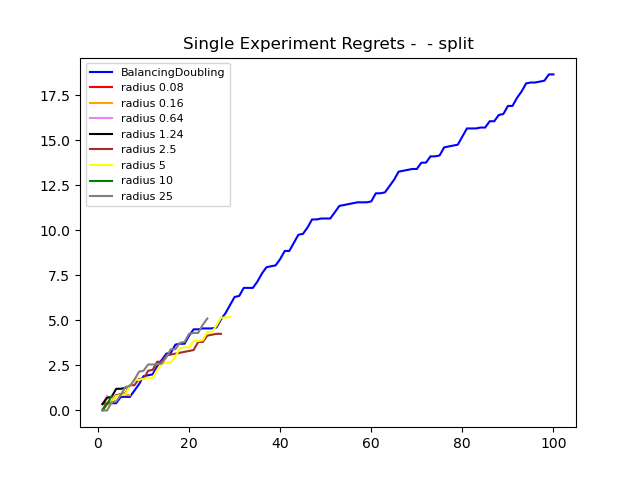 Single Experiment Regrets -  - split
BalancingDoubling
radius 0.08
radius 0.16
radius 0.64
radius 1.24
radius 2.5
radius 5
radius 10
radius 25
17.5
15.0
12.5
10.0
7.5
5.0
2.5
0.0
0 20 40 60 80 100